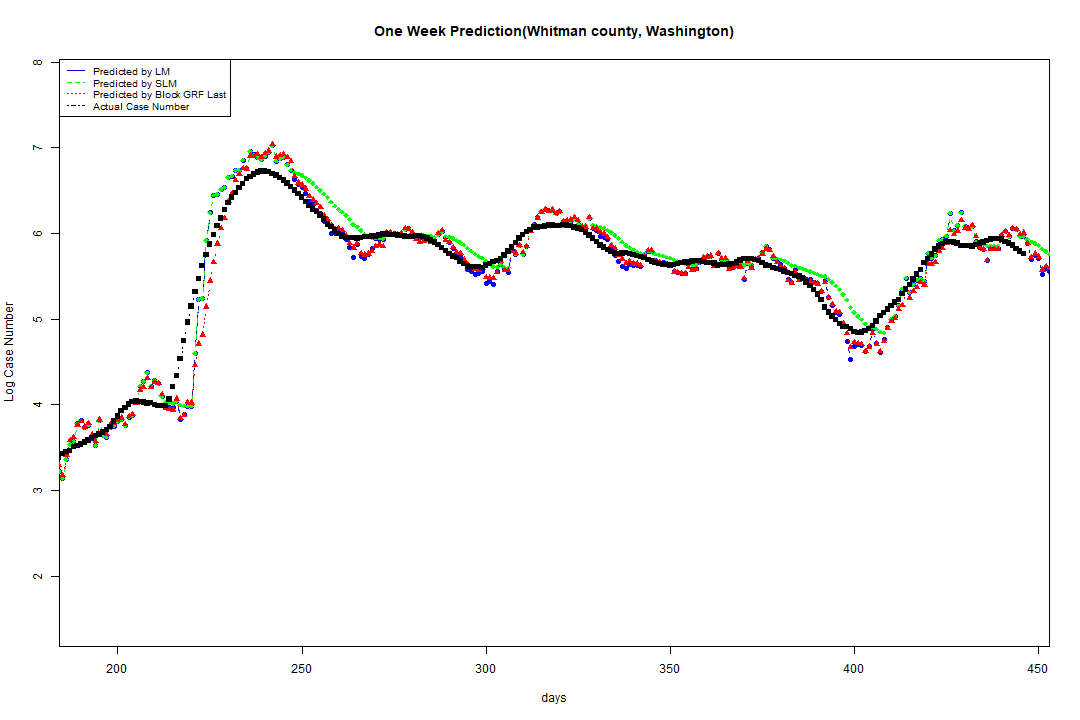 One Week Prediction(Whitman county, Washington)
Predicted by LM
Predicted by SLM
Predicted by Block GRF Last
Actual Case Number
8
7
6
5
4
3
2
Log Case Number
200 250 300 350 400 450
days